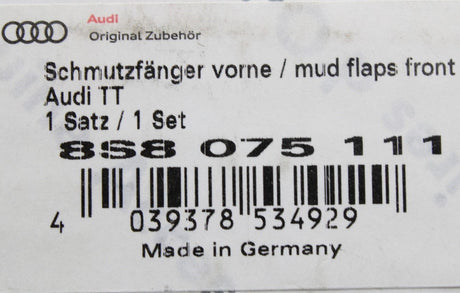 Audi
Original Zubehör
Schmutzfänger vorne / mud flaps front
Audi TT
1 Satz / 1 Set
8S8 075 111
4 039378 534929
Made in Germany